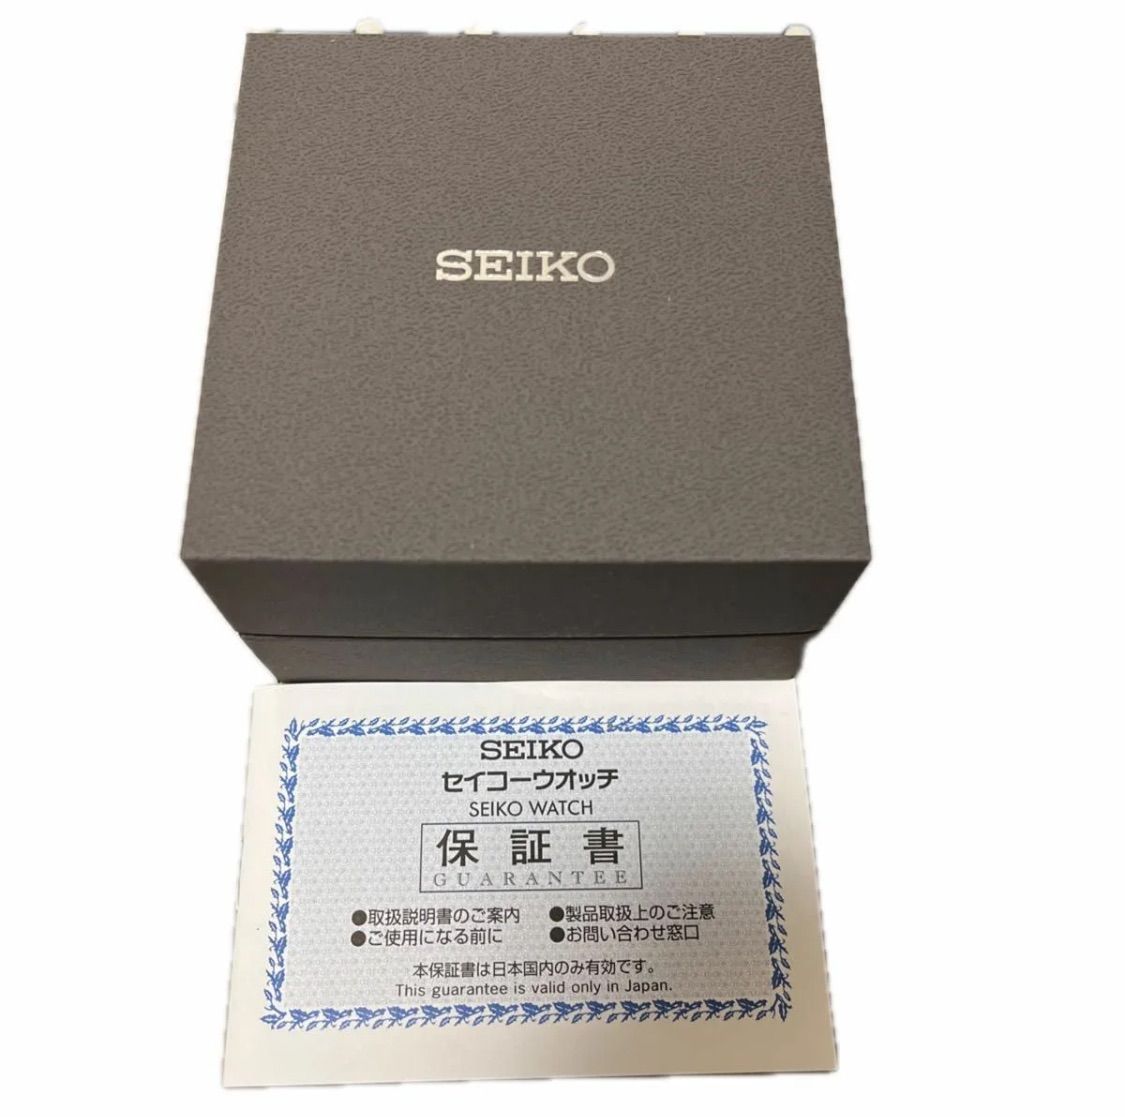 SEIKO
SEIKO
セイコーウオッチ
SEIKO WATCH
保証書
GUARANTEE
●取扱説明書のご案内 ●製品取扱上のご注意
●ご使用になる前に ●お問い合わせ窓口
本保証書は日本国内のみ有効です。
This guarantee is valid only in Japan.